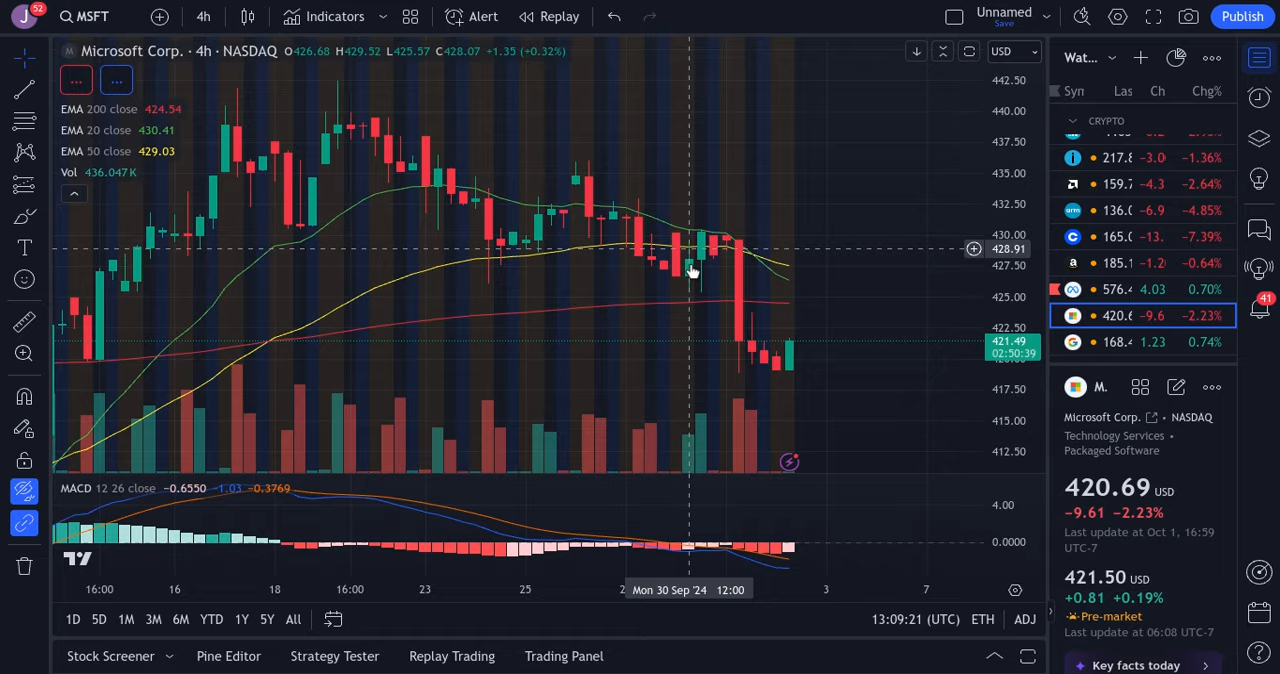 J 52 MSFT 4h Indicators Alert Replay Unnamed Save Publish
Microsoft Corp. · 4h · NASDAQ O426.68 H429.52 L425.57 C428.07 +1.35 (+0.32%) USD
... ...
EMA 200 close 424.54
EMA 20 close 430.41
EMA 50 close 429.03
Vol 436.047K
442.50
440.00
437.50
435.00
432.50
430.00
428.91
427.50
425.00
422.50
421.49
02:50:39
417.50
415.00
412.50
MACD 12 26 close −0.6550 −1.03 −0.3769
4.00
0.0000
16:00 16 18 16:00 23 25 Mon 30 Sep '24 12:00 3 7
1D 5D 1M 3M 6M YTD 1Y 5Y All 13:09:21 (UTC) ETH ADJ
Stock Screener Pine Editor Strategy Tester Replay Trading Trading Panel
Wat...
Syn Las Ch Chg%
CRYPTO
217.8 −3.0 −1.36%
159.7 −4.3 −2.64%
arm 136.0 −6.9 −4.85%
165.0 −13. −7.39%
a 185.1 −1.2 −0.64%
576.4 4.03 0.70%
420.6 −9.6 −2.23%
G 168.4 1.23 0.74%
41
M.
Microsoft Corp. • NASDAQ
Technology Services •
Packaged Software
420.69 USD
−9.61 −2.23%
Last update at Oct 1, 16:59
UTC-7
421.50 USD
+0.81 +0.19%
Pre-market
Last update at 06:08 UTC-7
Key facts today